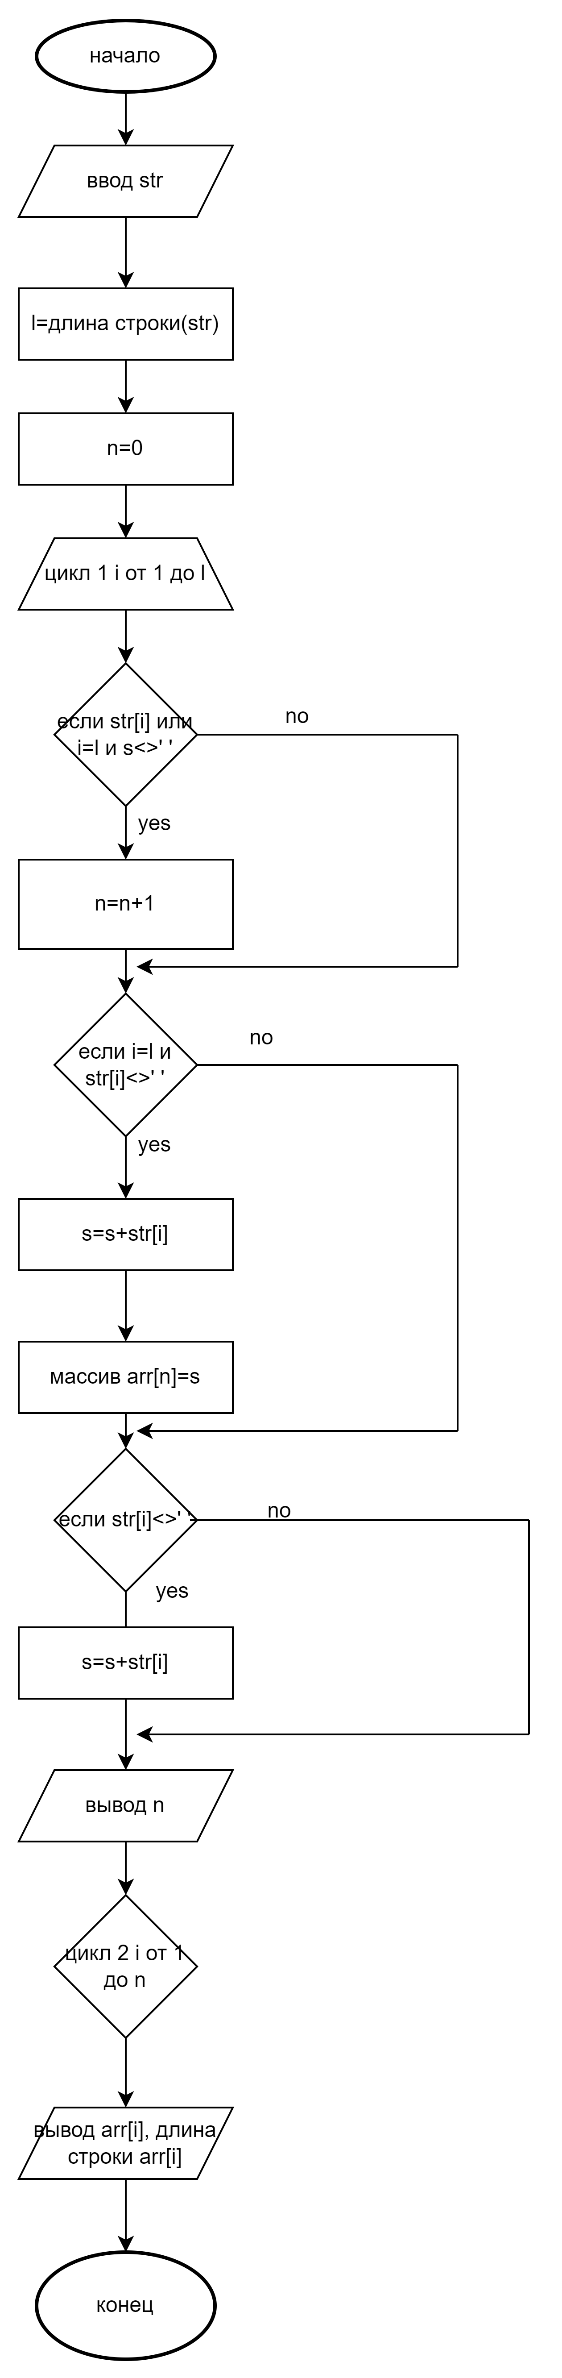 начало
ввод str
l=длина строки(str)
n=0
цикл 1 i от 1 до l
если str[i] или
i=l и s<>' '
no
yes
n=n+1
если i=l и
str[i]<>' '
no
yes
s=s+str[i]
массив arr[n]=s
если str[i]<>' '
no
yes
s=s+str[i]
вывод n
цикл 2 i от 1
до n
вывод arr[i], длина
строки arr[i]
конец